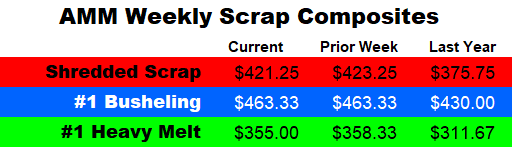 AMM Weekly Scrap Composites
Current Prior Week Last Year
Shredded Scrap $421.25 $423.25 $375.75
#1 Busheling $463.33 $463.33 $430.00
#1 Heavy Melt $355.00 $358.33 $311.67